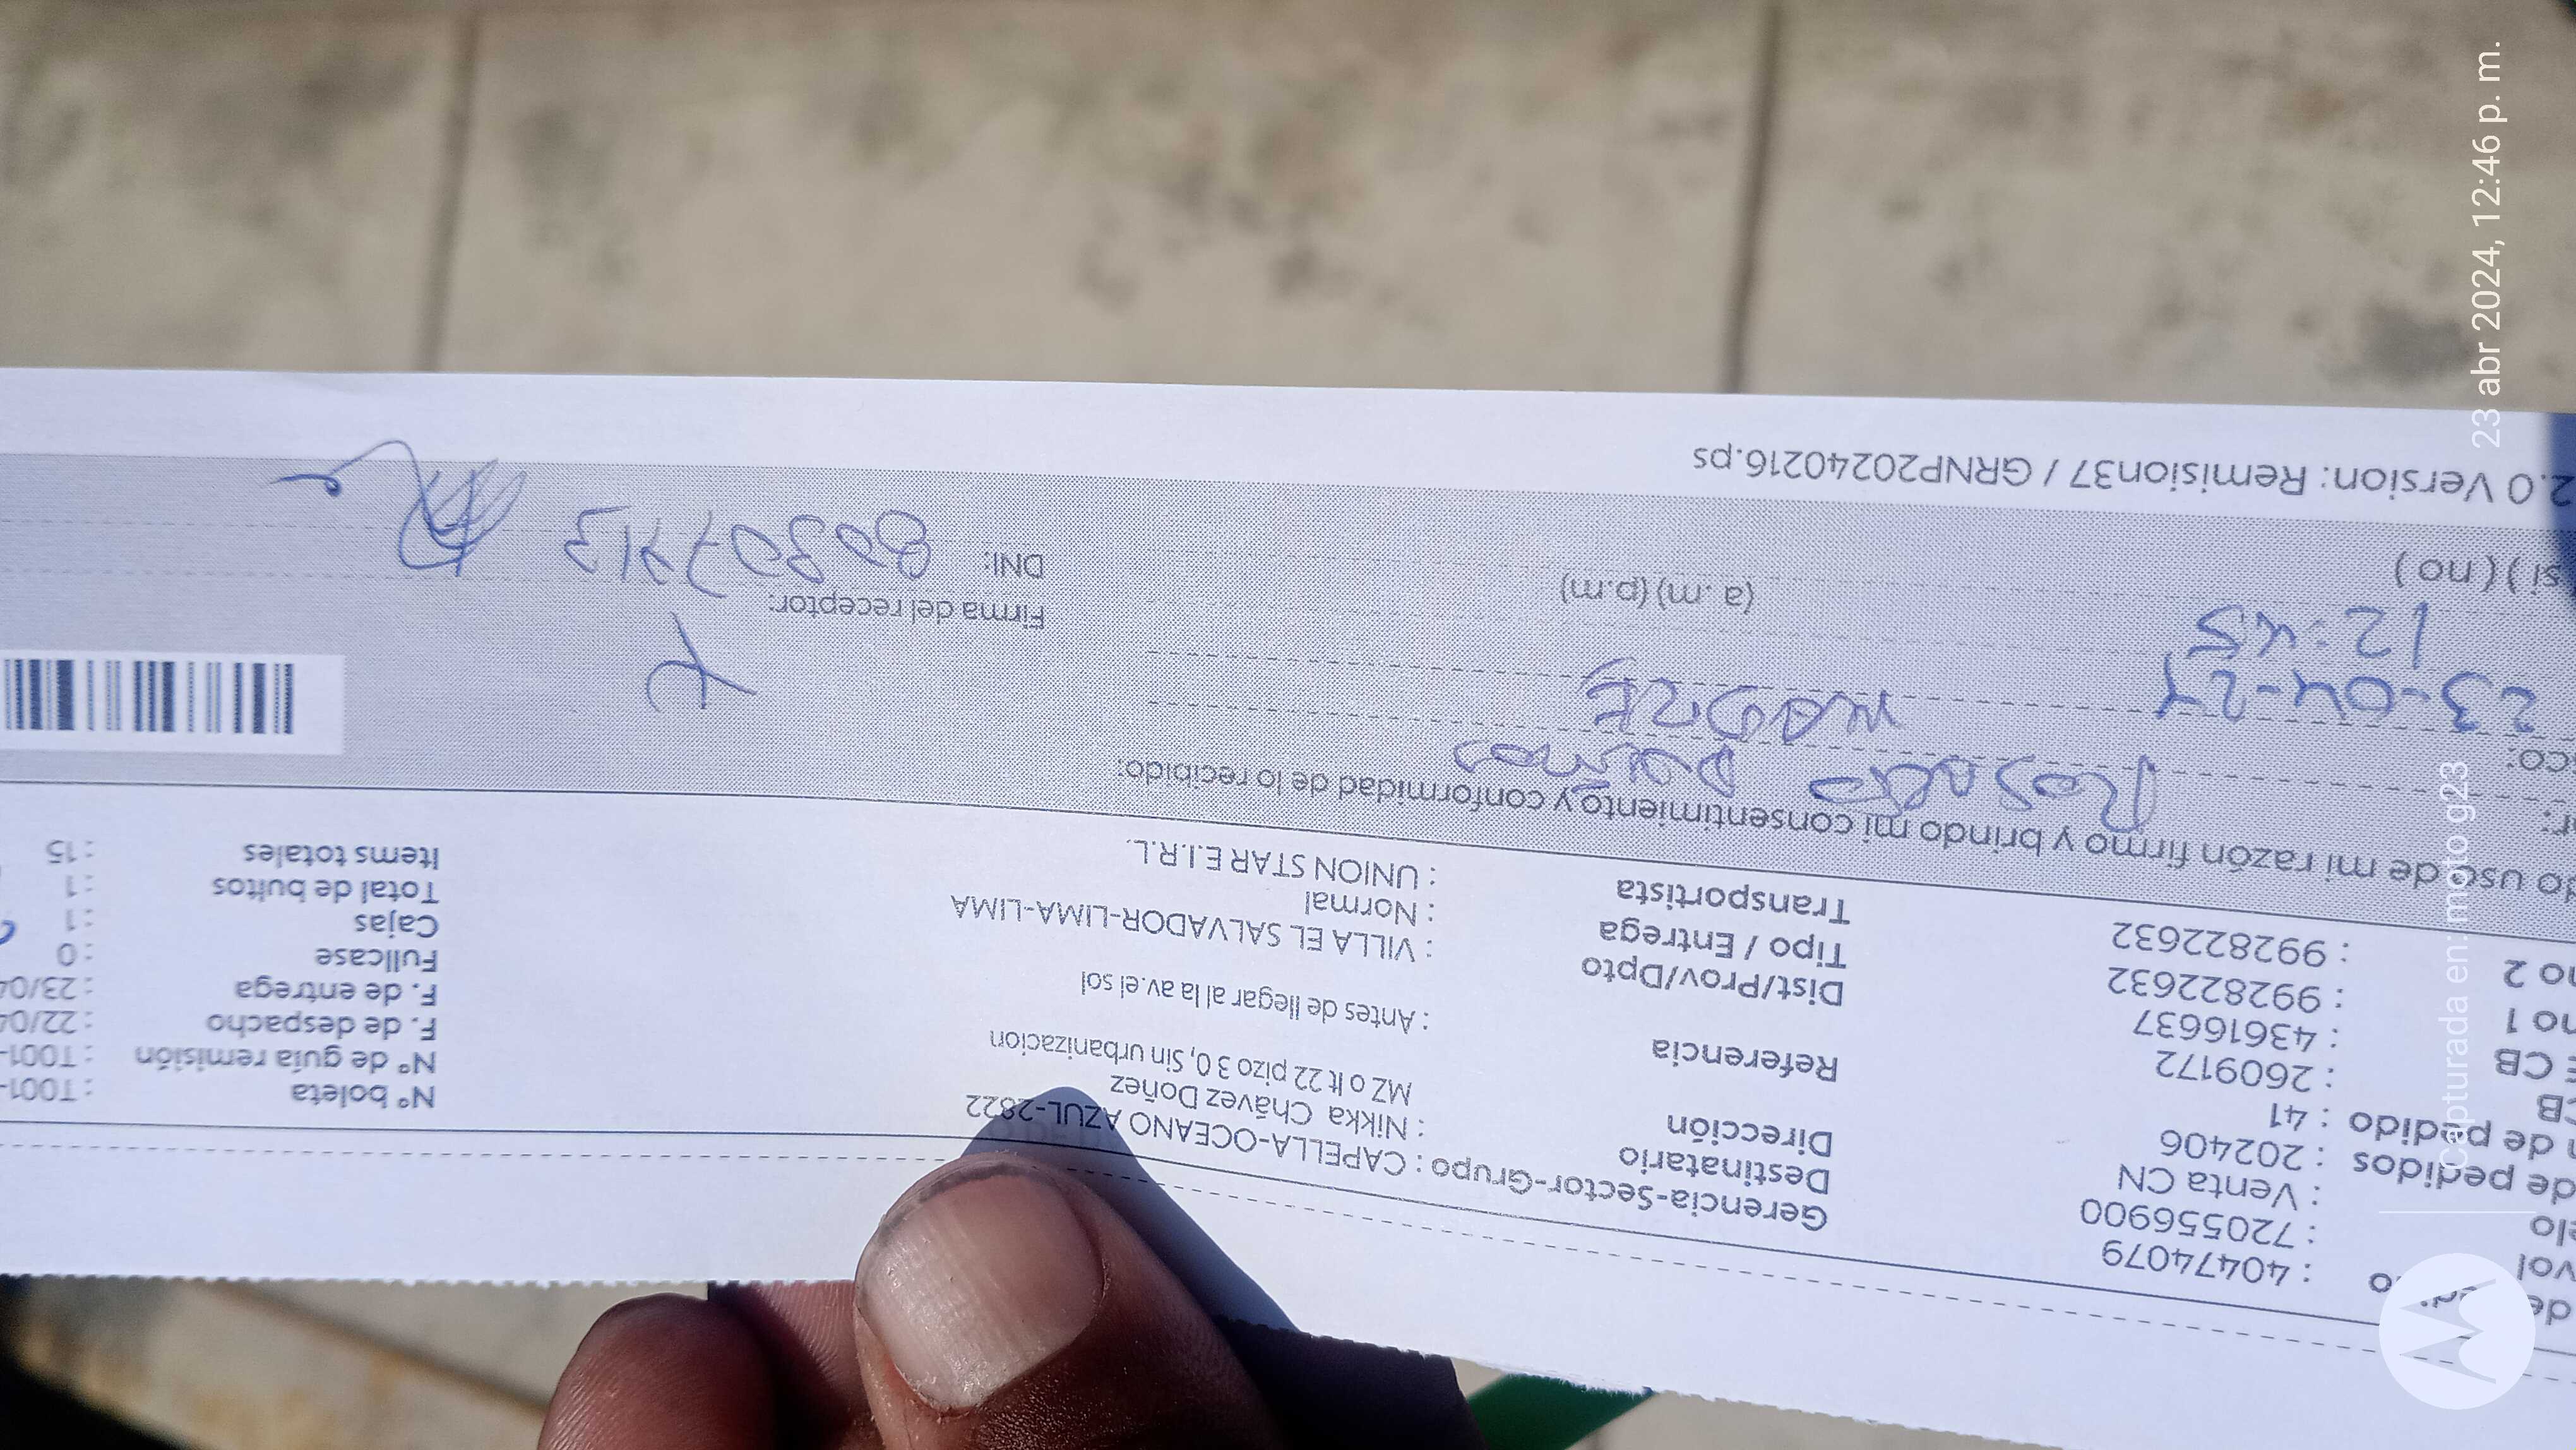 de pedido : 40474079
vol : 720556900
elo : Venta CN
de pedidos : 202406
n de pedido : 41
CB : 2609172
E CB : 43616637
no 1 : 992822632
no 2 : 992822632
Gerencia-Sector-Grupo : CAPELLA-OCEANO AZUL-2822
Destinatario : Nikka Chávez Doñez
Dirección MZ o lt 22 pizo 3 0, Sin urbanizacion
Referencia : Antes de llegar al la av.el sol
Dist/Prov/Dpto : VILLA EL SALVADOR-LIMA-LIMA
Tipo / Entrega : Normal
Transportista : UNION STAR E.I.R.L.
N° boleta : T001-
N° de guía remisión : T001-
F. de despacho : 22/04
F. de entrega : 23/04
Fullcase : 0
Cajas : 1
Total de bultos : 1
Items totales : 15
do uso de mi razón firmo y brindo mi consentimiento y conformidad de lo recibido:
r:
co:
MADRE
23-04-24
12:45
(a.m) (p.m)
si ) ( no )
X
Firma del receptor:
DNI:
2.0 Version: Remision37 / GRNP20240216.ps
Capturada en: moto g23
23 abr 2024, 12:46 p. m.